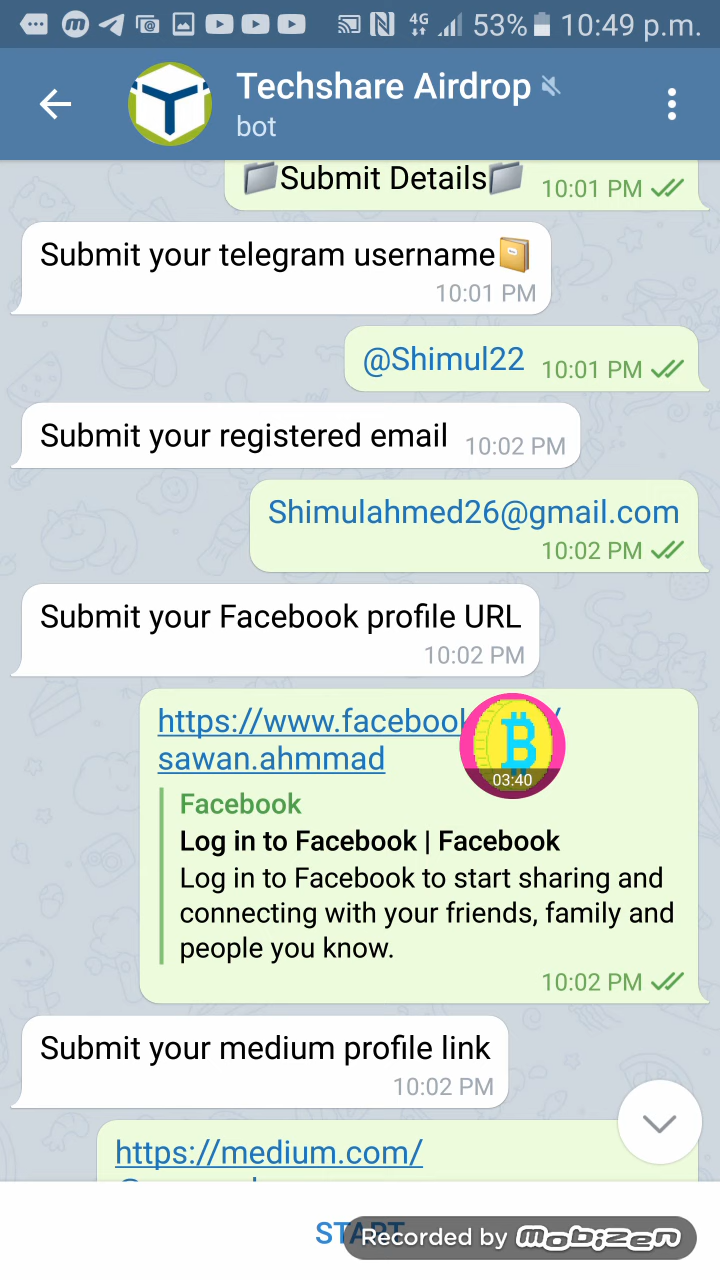 4G 53% 10:49 p.m.
Techshare Airdrop
bot
Submit Details 10:01 PM
Submit your telegram username
10:01 PM
@Shimul22 10:01 PM
Submit your registered email 10:02 PM
Shimulahmed26@gmail.com
10:02 PM
Submit your Facebook profile URL
10:02 PM
https://www.facebook
sawan.ahmmad
03:40
Facebook
Log in to Facebook | Facebook
Log in to Facebook to start sharing and
connecting with your friends, family and
people you know.
10:02 PM
Submit your medium profile link
10:02 PM
https://medium.com/
START
Recorded by mobizen